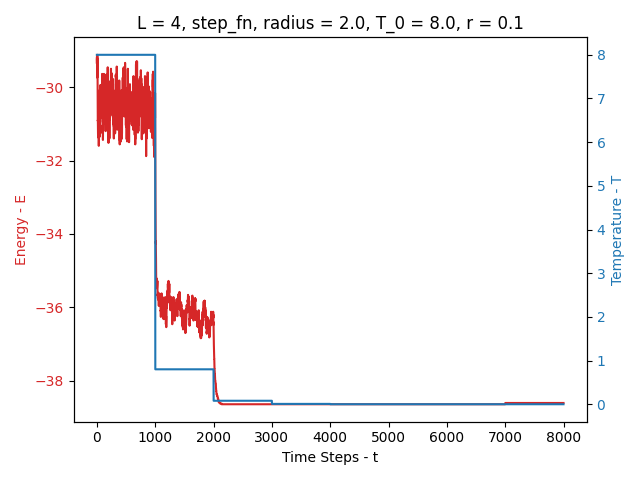 L = 4, step_fn, radius = 2.0, T_0 = 8.0, r = 0.1
Energy - E
−30
−32
−34
−36
−38
8
7
6
5
4
3
2
1
0
Temperature - T
0 1000 2000 3000 4000 5000 6000 7000 8000
Time Steps - t